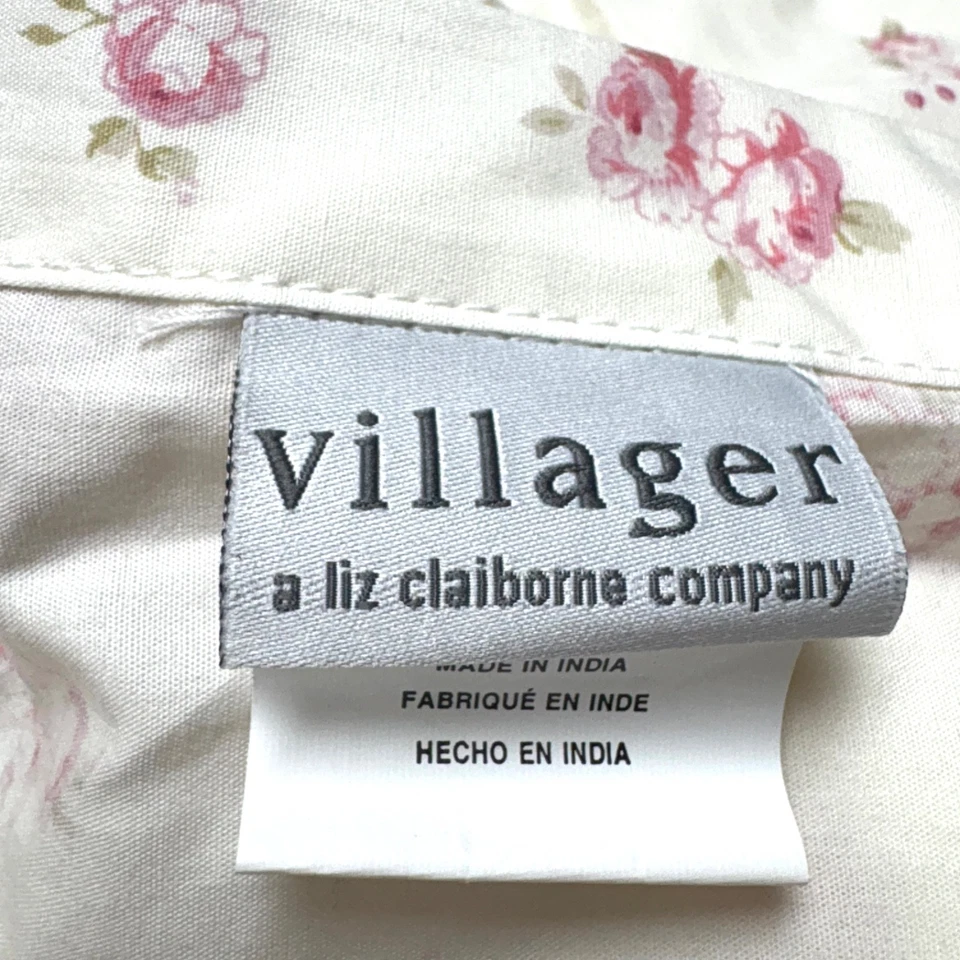 villager
a liz claiborne company
MADE IN INDIA
FABRIQUÉ EN INDE
HECHO EN INDIA